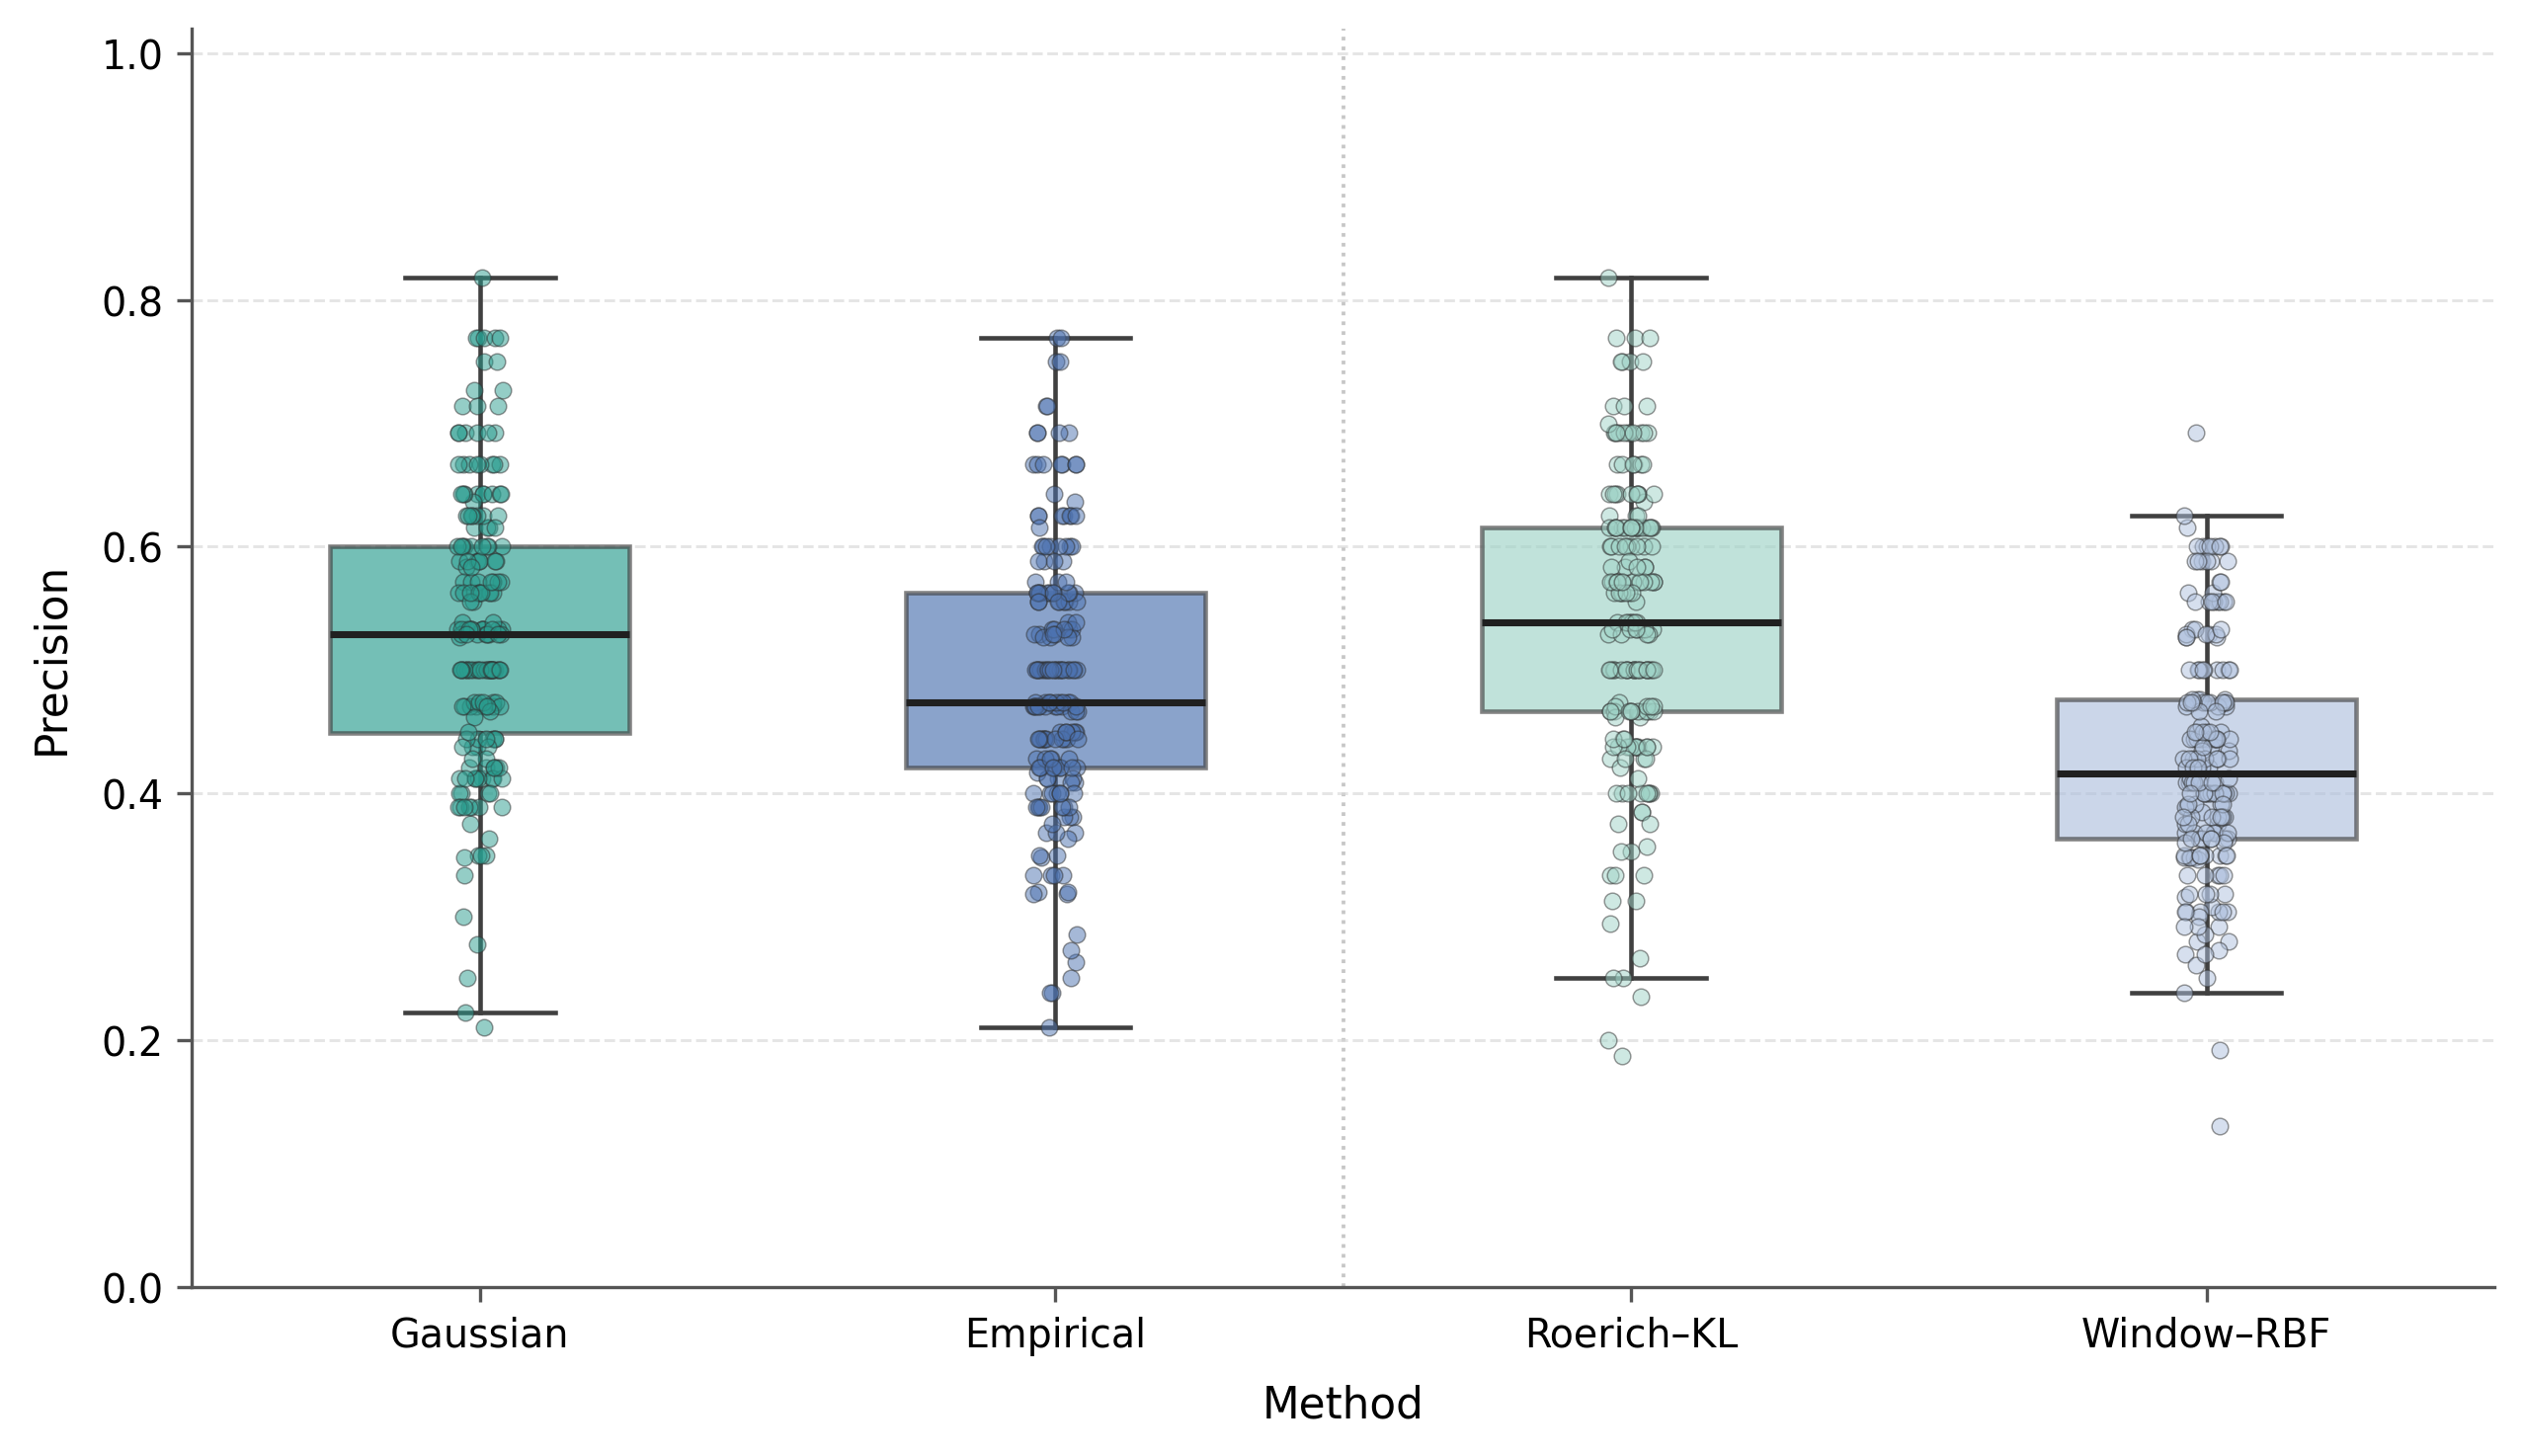 1.0
0.8
0.6
0.4
0.2
0.0
Precision
Gaussian
Empirical
Roerich–KL
Window–RBF
Method